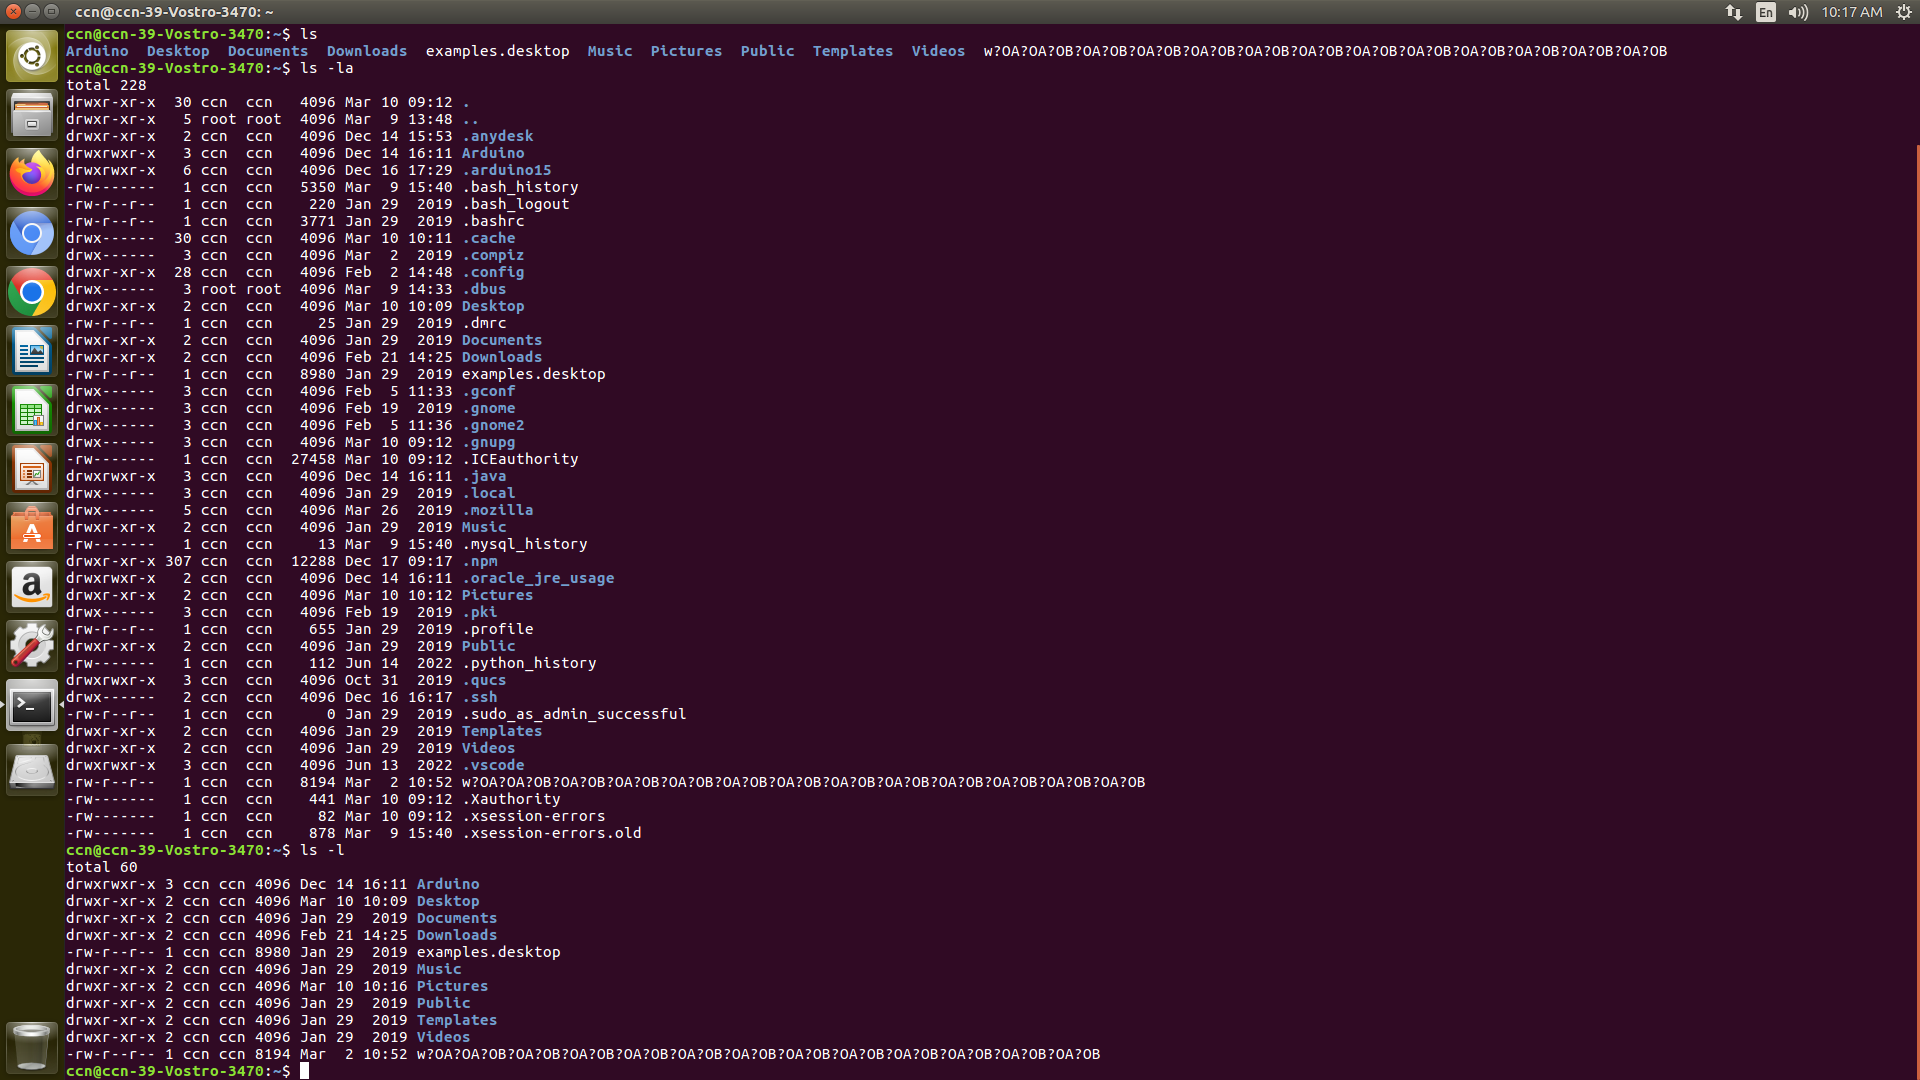 ccn@ccn-39-Vostro-3470: ~ En 10:17 AM
ccn@ccn-39-Vostro-3470:~$ ls
Arduino  Desktop  Documents  Downloads  examples.desktop  Music  Pictures  Public  Templates  Videos  w?OA?OA?OB?OA?OB?OA?OB?OA?OB?OA?OB?OA?OB?OA?OB?OA?OB?OA?OB?OA?OB?OA?OB?OA?OB
ccn@ccn-39-Vostro-3470:~$ ls -la
total 228
drwxr-xr-x  30 ccn  ccn   4096 Mar 10 09:12 .
drwxr-xr-x   5 root root  4096 Mar  9 13:48 ..
drwxr-xr-x   2 ccn  ccn   4096 Dec 14 15:53 .anydesk
drwxrwxr-x   3 ccn  ccn   4096 Dec 14 16:11 Arduino
drwxrwxr-x   6 ccn  ccn   4096 Dec 16 17:29 .arduino15
-rw-------   1 ccn  ccn   5350 Mar  9 15:40 .bash_history
-rw-r--r--   1 ccn  ccn    220 Jan 29  2019 .bash_logout
-rw-r--r--   1 ccn  ccn   3771 Jan 29  2019 .bashrc
drwx------  30 ccn  ccn   4096 Mar 10 10:11 .cache
drwx------   3 ccn  ccn   4096 Mar  2  2019 .compiz
drwxr-xr-x  28 ccn  ccn   4096 Feb  2 14:48 .config
drwx------   3 root root  4096 Mar  9 14:33 .dbus
drwxr-xr-x   2 ccn  ccn   4096 Mar 10 10:09 Desktop
-rw-r--r--   1 ccn  ccn     25 Jan 29  2019 .dmrc
drwxr-xr-x   2 ccn  ccn   4096 Jan 29  2019 Documents
drwxr-xr-x   2 ccn  ccn   4096 Feb 21 14:25 Downloads
-rw-r--r--   1 ccn  ccn   8980 Jan 29  2019 examples.desktop
drwx------   3 ccn  ccn   4096 Feb  5 11:33 .gconf
drwx------   3 ccn  ccn   4096 Feb 19  2019 .gnome
drwx------   3 ccn  ccn   4096 Feb  5 11:36 .gnome2
drwx------   3 ccn  ccn   4096 Mar 10 09:12 .gnupg
-rw-------   1 ccn  ccn  27458 Mar 10 09:12 .ICEauthority
drwxrwxr-x   3 ccn  ccn   4096 Dec 14 16:11 .java
drwx------   3 ccn  ccn   4096 Jan 29  2019 .local
drwx------   5 ccn  ccn   4096 Mar 26  2019 .mozilla
drwxr-xr-x   2 ccn  ccn   4096 Jan 29  2019 Music
-rw-------   1 ccn  ccn     13 Mar  9 15:40 .mysql_history
drwxr-xr-x 307 ccn  ccn  12288 Dec 17 09:17 .npm
drwxrwxr-x   2 ccn  ccn   4096 Dec 14 16:11 .oracle_jre_usage
drwxr-xr-x   2 ccn  ccn   4096 Mar 10 10:12 Pictures
drwx------   3 ccn  ccn   4096 Feb 19  2019 .pki
-rw-r--r--   1 ccn  ccn    655 Jan 29  2019 .profile
drwxr-xr-x   2 ccn  ccn   4096 Jan 29  2019 Public
-rw-------   1 ccn  ccn    112 Jun 14  2022 .python_history
drwxrwxr-x   3 ccn  ccn   4096 Oct 31  2019 .qucs
drwx------   2 ccn  ccn   4096 Dec 16 16:17 .ssh
-rw-r--r--   1 ccn  ccn      0 Jan 29  2019 .sudo_as_admin_successful
drwxr-xr-x   2 ccn  ccn   4096 Jan 29  2019 Templates
drwxr-xr-x   2 ccn  ccn   4096 Jan 29  2019 Videos
drwxrwxr-x   3 ccn  ccn   4096 Jun 13  2022 .vscode
-rw-r--r--   1 ccn  ccn   8194 Mar  2 10:52 w?OA?OA?OB?OA?OB?OA?OB?OA?OB?OA?OB?OA?OB?OA?OB?OA?OB?OA?OB?OA?OB?OA?OB?OA?OB
-rw-------   1 ccn  ccn    441 Mar 10 09:12 .Xauthority
-rw-------   1 ccn  ccn     82 Mar 10 09:12 .xsession-errors
-rw-------   1 ccn  ccn    878 Mar  9 15:40 .xsession-errors.old
ccn@ccn-39-Vostro-3470:~$ ls -l
total 60
drwxrwxr-x 3 ccn ccn 4096 Dec 14 16:11 Arduino
drwxr-xr-x 2 ccn ccn 4096 Mar 10 10:09 Desktop
drwxr-xr-x 2 ccn ccn 4096 Jan 29  2019 Documents
drwxr-xr-x 2 ccn ccn 4096 Feb 21 14:25 Downloads
-rw-r--r-- 1 ccn ccn 8980 Jan 29  2019 examples.desktop
drwxr-xr-x 2 ccn ccn 4096 Jan 29  2019 Music
drwxr-xr-x 2 ccn ccn 4096 Mar 10 10:16 Pictures
drwxr-xr-x 2 ccn ccn 4096 Jan 29  2019 Public
drwxr-xr-x 2 ccn ccn 4096 Jan 29  2019 Templates
drwxr-xr-x 2 ccn ccn 4096 Jan 29  2019 Videos
-rw-r--r-- 1 ccn ccn 8194 Mar  2 10:52 w?OA?OA?OB?OA?OB?OA?OB?OA?OB?OA?OB?OA?OB?OA?OB?OA?OB?OA?OB?OA?OB?OA?OB?OA?OB
ccn@ccn-39-Vostro-3470:~$